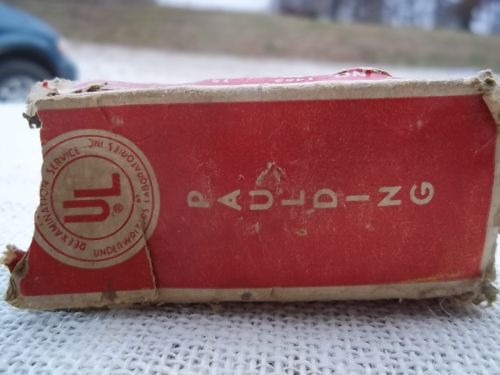 PAULDING
UL
®
REEXAMINATION SERVICE
UNDERWRITERS' LABORATORIES, INC.